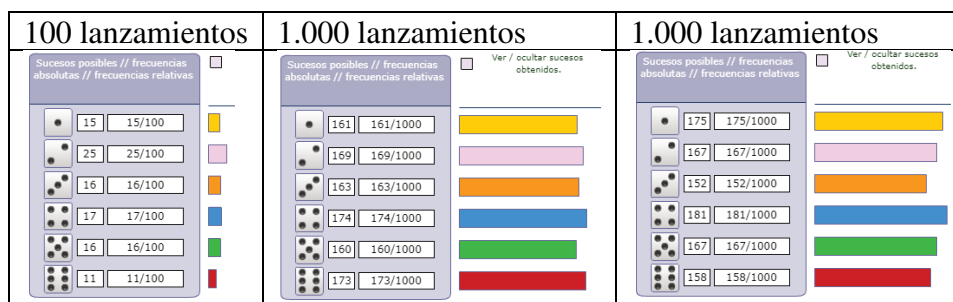 100 lanzamientos
Sucesos posibles // frecuencias
absolutas // frecuencias relativas
15 15/100
25 25/100
16 16/100
17 17/100
16 16/100
11 11/100
1.000 lanzamientos
Sucesos posibles // frecuencias
absolutas // frecuencias relativas
Ver / ocultar sucesos
obtenidos.
161 161/1000
169 169/1000
163 163/1000
174 174/1000
160 160/1000
173 173/1000
1.000 lanzamientos
Sucesos posibles // frecuencias
absolutas // frecuencias relativas
Ver / ocultar sucesos
obtenidos.
175 175/1000
167 167/1000
152 152/1000
181 181/1000
167 167/1000
158 158/1000